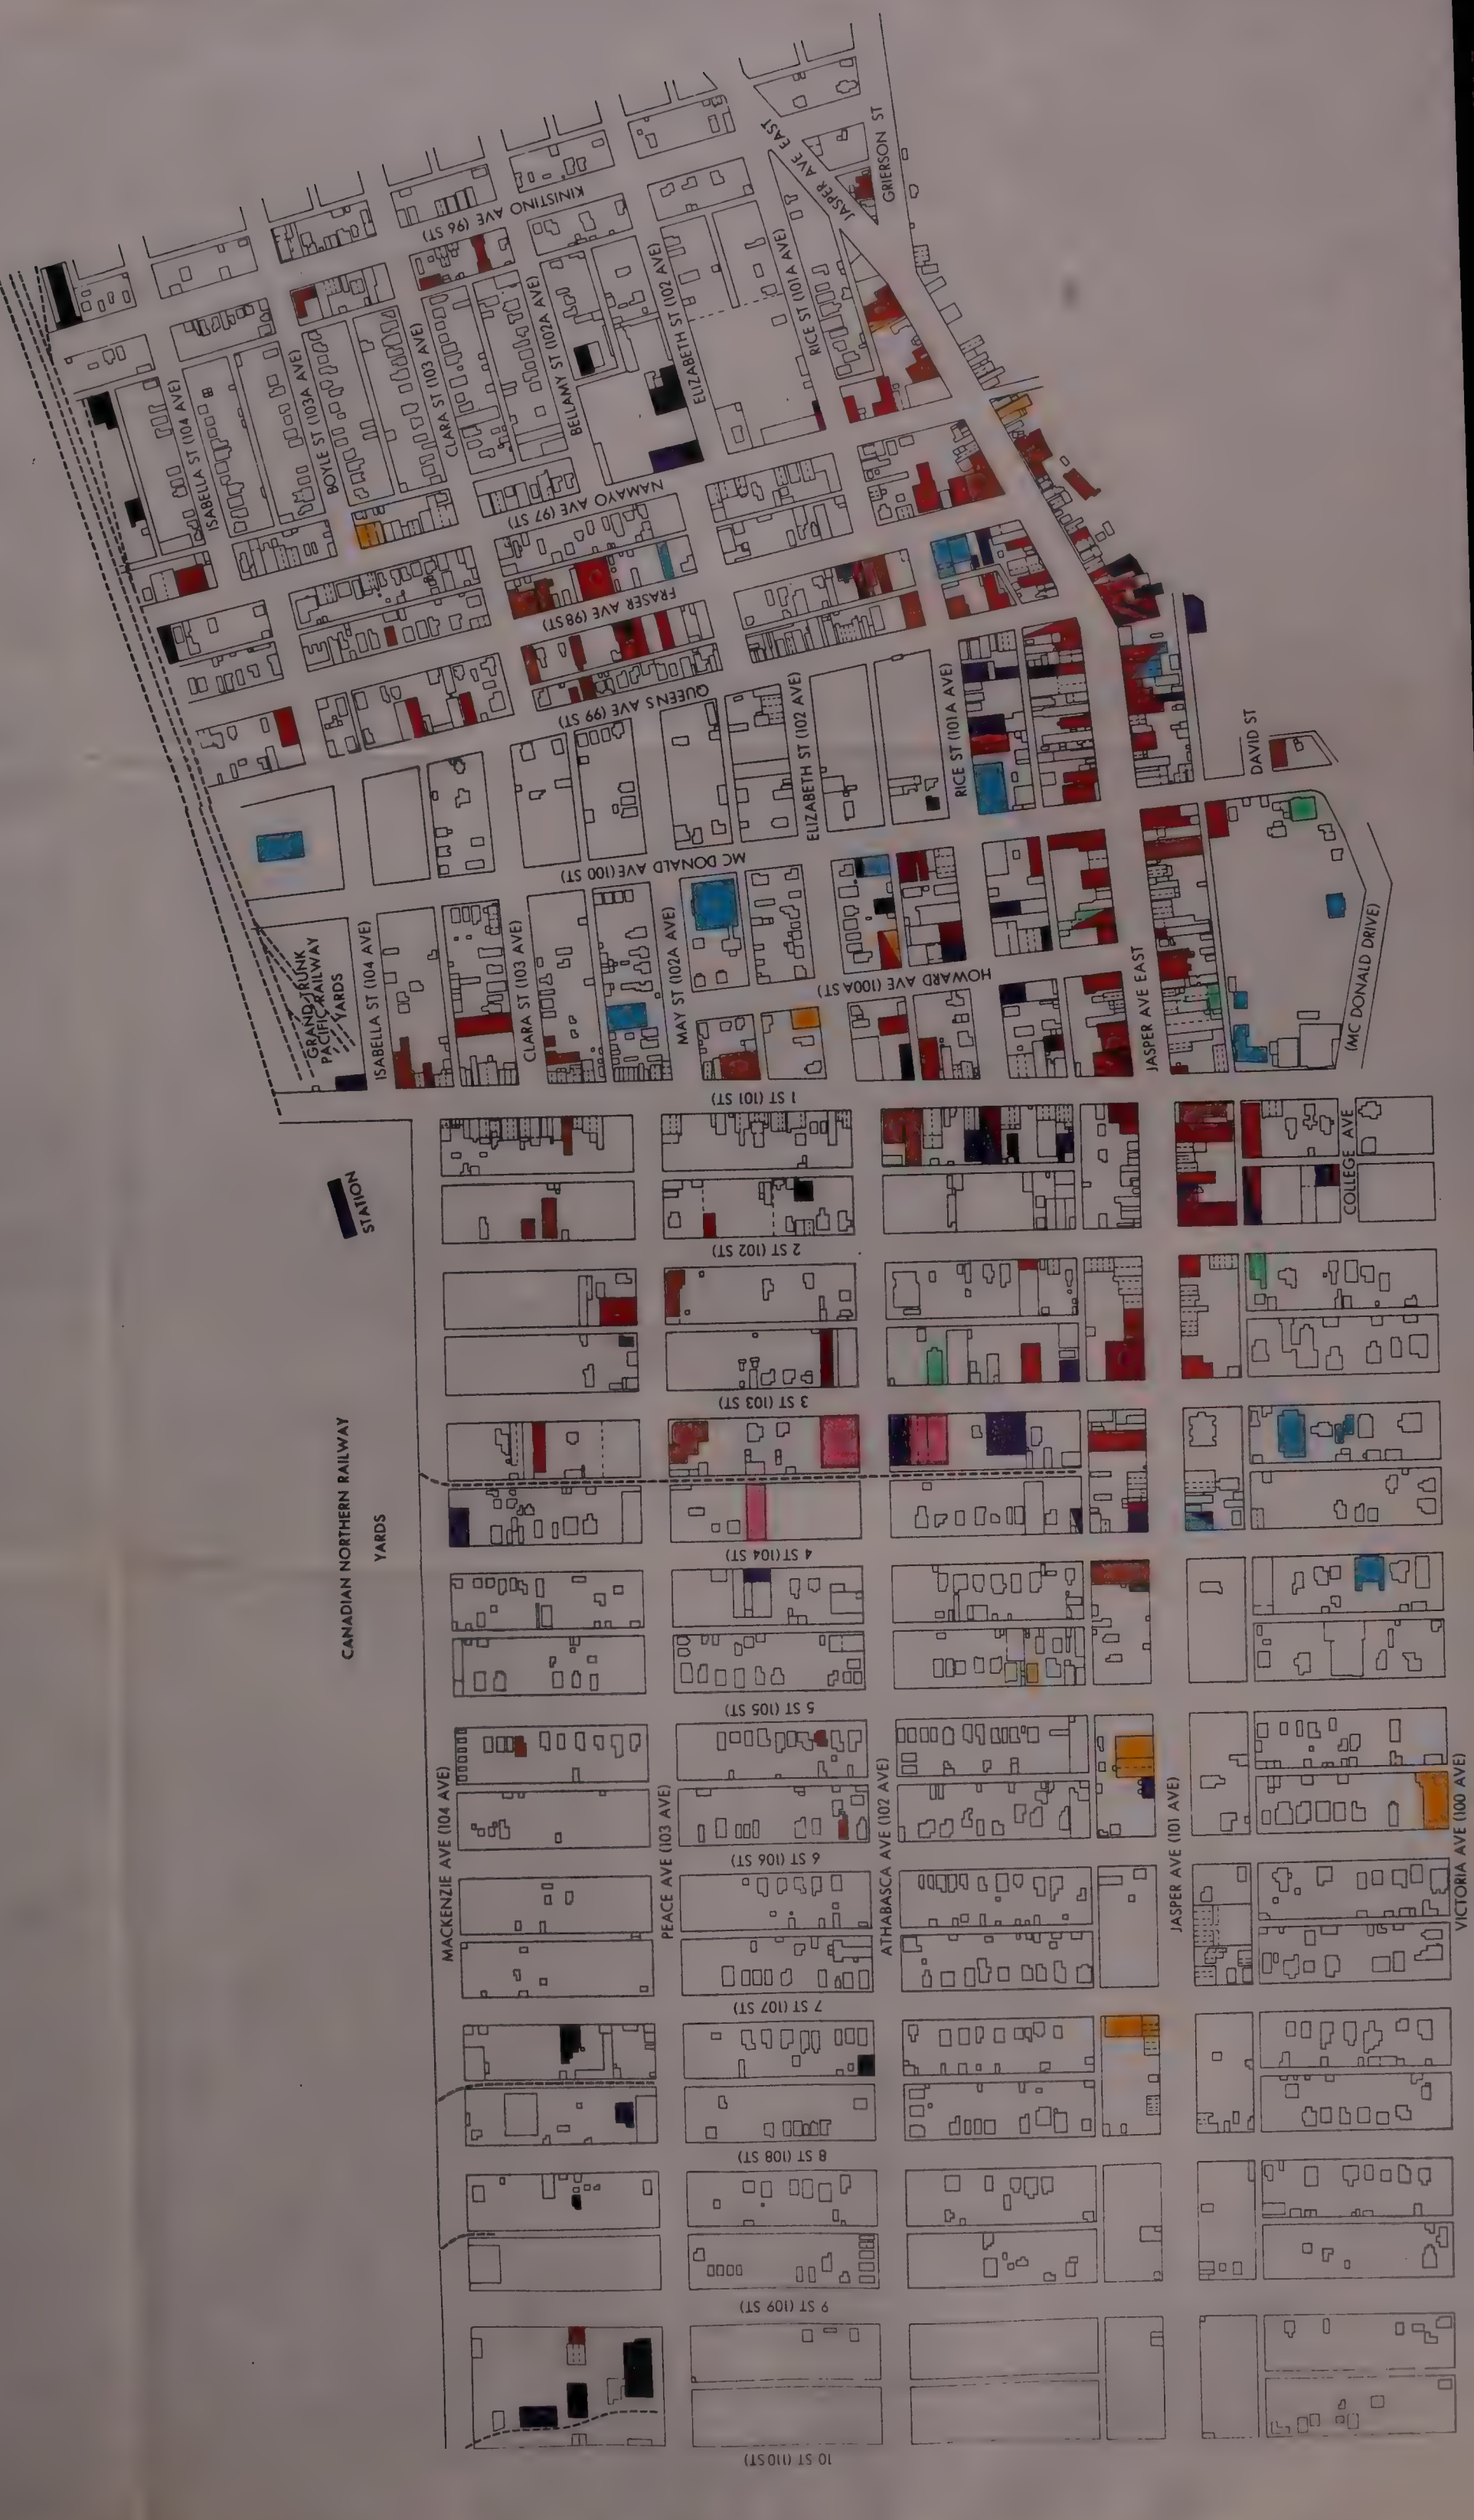 GRIERSON ST
JASPER AVE EAST
JASPER
KINISTINO AVE (96 ST)
RICE ST (101A AVE)
ELIZABETH ST (102 AVE)
BELLAMY ST (102A AVE)
CLARA ST (103 AVE)
BOYLE ST (103A AVE)
ISABELLA ST (104 AVE)
ISABELLA ST
NAMAYO AVE (97 ST)
FRASER AVE (98 ST)
QUEENS AVE (99 ST)
ELIZABETH ST (102 AVE)
RICE ST (101A AVE)
DAVID ST
MC DONALD AVE (100 ST)
MAY ST (102A AVE)
CLARA ST (103 AVE)
ISABELLA ST (104 AVE)
GRAND TRUNK
PACIFIC RAILWAY
YARDS
HOWARD AVE (100A ST)
JASPER AVE EAST
(MC DONALD DRIVE)
1 ST (101 ST)
COLLEGE AVE
STATION
2 ST (102 ST)
3 ST (103 ST)
CANADIAN NORTHERN RAILWAY
YARDS
4 ST (104 ST)
5 ST (105 ST)
MACKENZIE AVE (104 AVE)
PEACE AVE (103 AVE)
ATHABASCA AVE (102 AVE)
JASPER AVE (101 AVE)
VICTORIA AVE (100 AVE)
6 ST (106 ST)
7 ST (107 ST)
8 ST (108 ST)
9 ST (109 ST)
10 ST (110 ST)